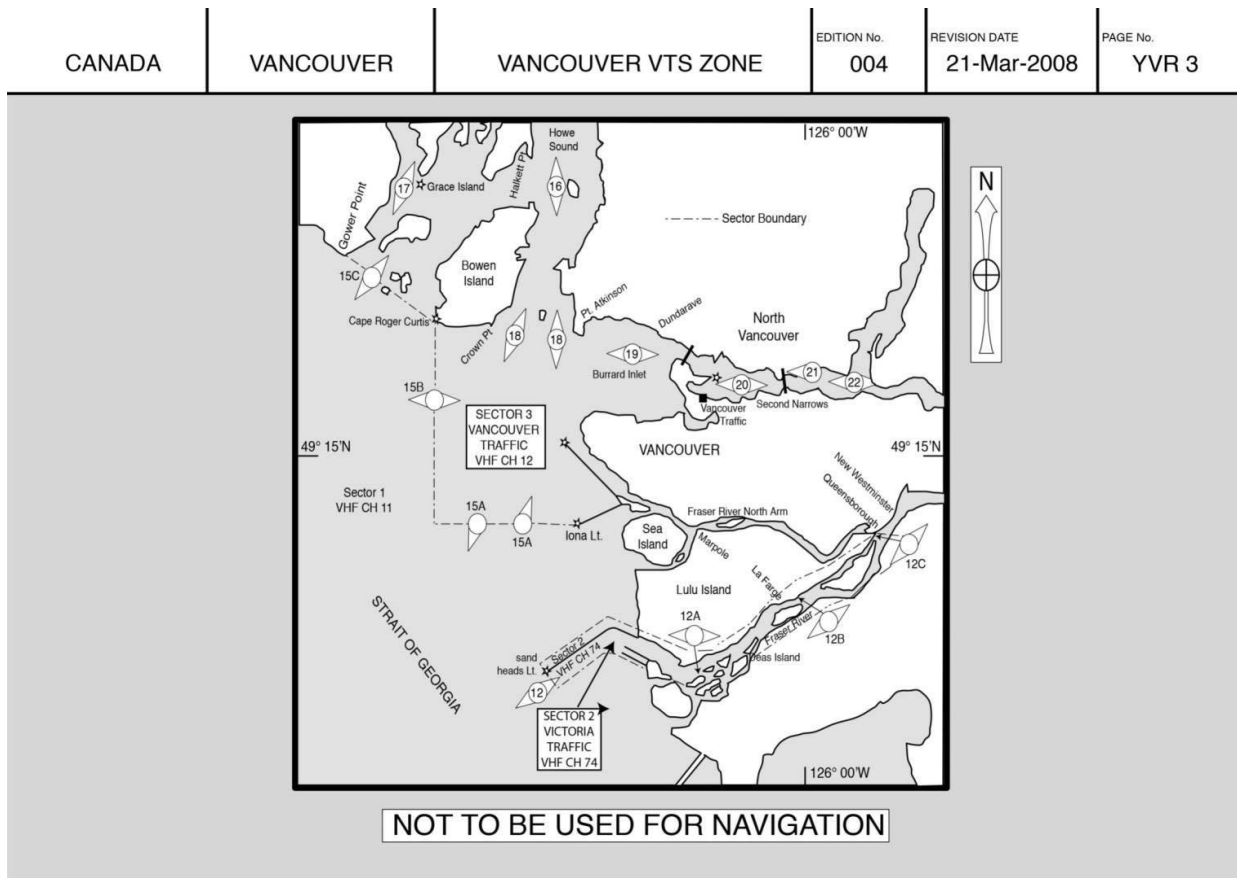 CANADA
VANCOUVER
VANCOUVER VTS ZONE
EDITION No.
004
REVISION DATE
21-Mar-2008
PAGE No.
YVR 3
126° 00'W
Howe
Sound
Halkett Pt
16
17
Grace Island
Gower Point
N
Sector Boundary
15C
Bowen
Island
Cape Roger Curtis
Crown Pt
18
18
Pt. Atkinson
Dundarave
North
Vancouver
19
Burrard Inlet
20
21
22
Vancouver
Traffic
Second Narrows
15B
SECTOR 3
VANCOUVER
TRAFFIC
VHF CH 12
VANCOUVER
49° 15'N
49° 15'N
New Westminster
Queensborough
Sector 1
VHF CH 11
15A
15A
Iona Lt.
Sea
Island
Fraser River North Arm
Marpole
12C
Lulu Island
La Farge
12A
Fraser River
12B
Deas Island
STRAIT OF GEORGIA
sand
heads Lt.
Sector 2
VHF CH 74
12
SECTOR 2
VICTORIA
TRAFFIC
VHF CH 74
126° 00'W
NOT TO BE USED FOR NAVIGATION